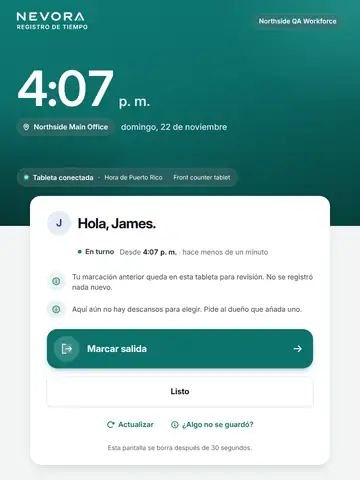 NEVORA
REGISTRO DE TIEMPO
Northside QA Workforce
4:07 p. m.
Northside Main Office domingo, 22 de noviembre
Tableta conectada · Hora de Puerto Rico Front counter tablet
J Hola, James.
En turno Desde 4:07 p. m. · hace menos de un minuto
Tu marcación anterior queda en esta tableta para revisión. No se registró
nada nuevo.
Aquí aún no hay descansos para elegir. Pide al dueño que añada uno.
Marcar salida
Listo
Actualizar ¿Algo no se guardó?
Esta pantalla se borra después de 30 segundos.